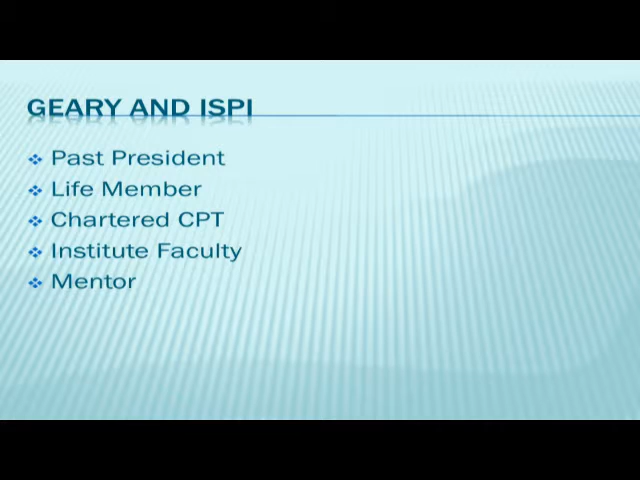 GEARY AND ISPI
Past President
Life Member
Chartered CPT
Institute Faculty
Mentor